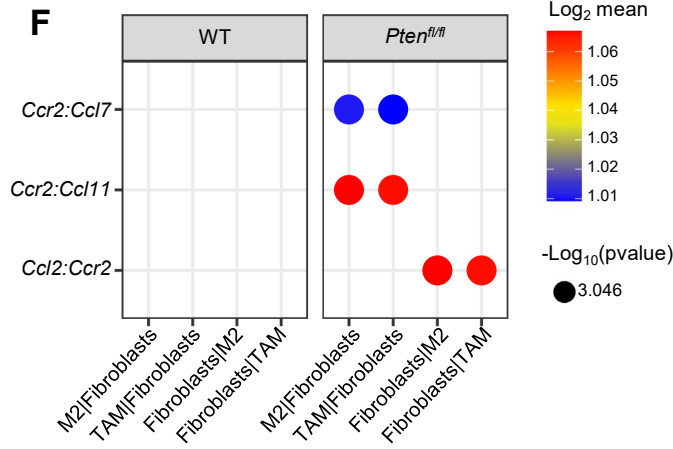 F
WT
Pten^fl/fl
Log₂ mean
1.06
1.05
1.04
1.03
1.02
1.01
Ccr2:Ccl7
Ccr2:Ccl11
Ccl2:Ccr2
-Log₁₀(pvalue)
3.046
M2|Fibroblasts
TAM|Fibroblasts
Fibroblasts|M2
Fibroblasts|TAM
M2|Fibroblasts
TAM|Fibroblasts
Fibroblasts|M2
Fibroblasts|TAM